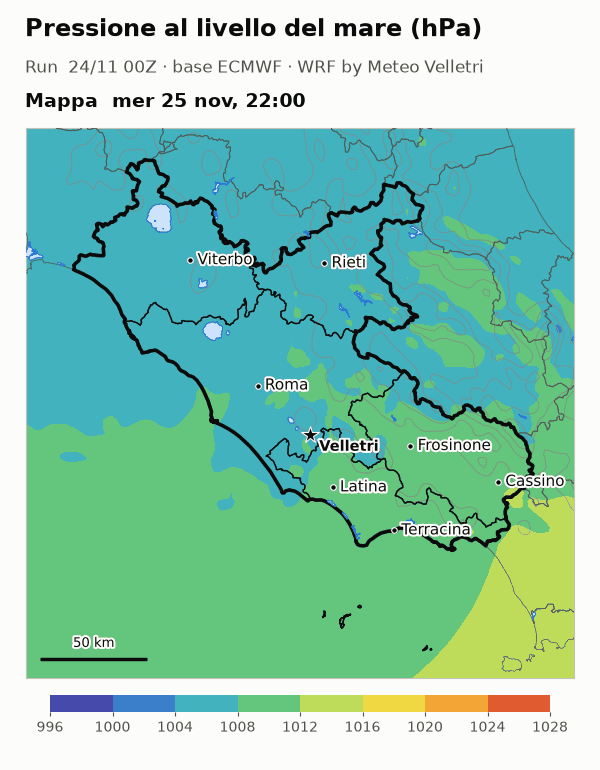 Pressione al livello del mare (hPa)
Run 24/11 00Z · base ECMWF · WRF by Meteo Velletri
Mappa mer 25 nov, 22:00
Viterbo
Rieti
Roma
Velletri
Frosinone
Latina
Cassino
Terracina
50 km
996 1000 1004 1008 1012 1016 1020 1024 1028